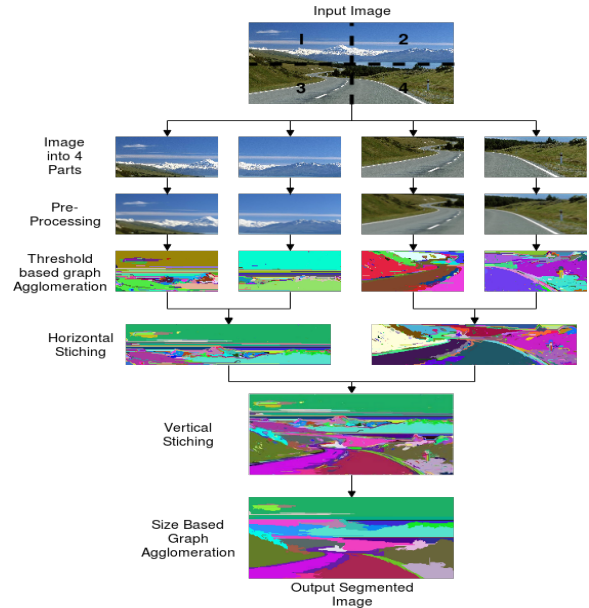 Input Image
1
2
3
4
Image
into 4
Parts
Pre-
Processing
Threshold
based graph
Agglomeration
Horizontal
Stiching
Vertical
Stiching
Size Based
Graph
Agglomeration
Output Segmented
Image